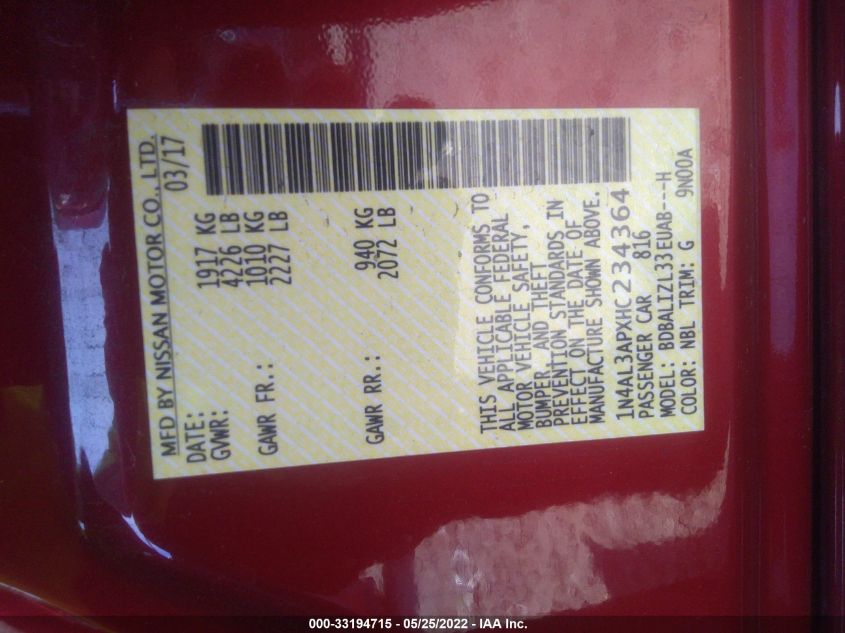 MFD BY NISSAN MOTOR CO., LTD.
DATE: 03/17
GVWR: 1917 KG
4226 LB
GAWR FR.: 1010 KG
2227 LB
GAWR RR.: 940 KG
2072 LB
THIS VEHICLE CONFORMS TO
ALL APPLICABLE FEDERAL
MOTOR VEHICLE SAFETY,
BUMPER, AND THEFT
PREVENTION STANDARDS IN
EFFECT ON THE DATE OF
MANUFACTURE SHOWN ABOVE.
1N4AL3APXHC234364
PASSENGER CAR 816
MODEL: BDBALIZL33EUAB---H
COLOR: NBL TRIM: G 9N00A
000-33194715 - 05/25/2022 - IAA Inc.